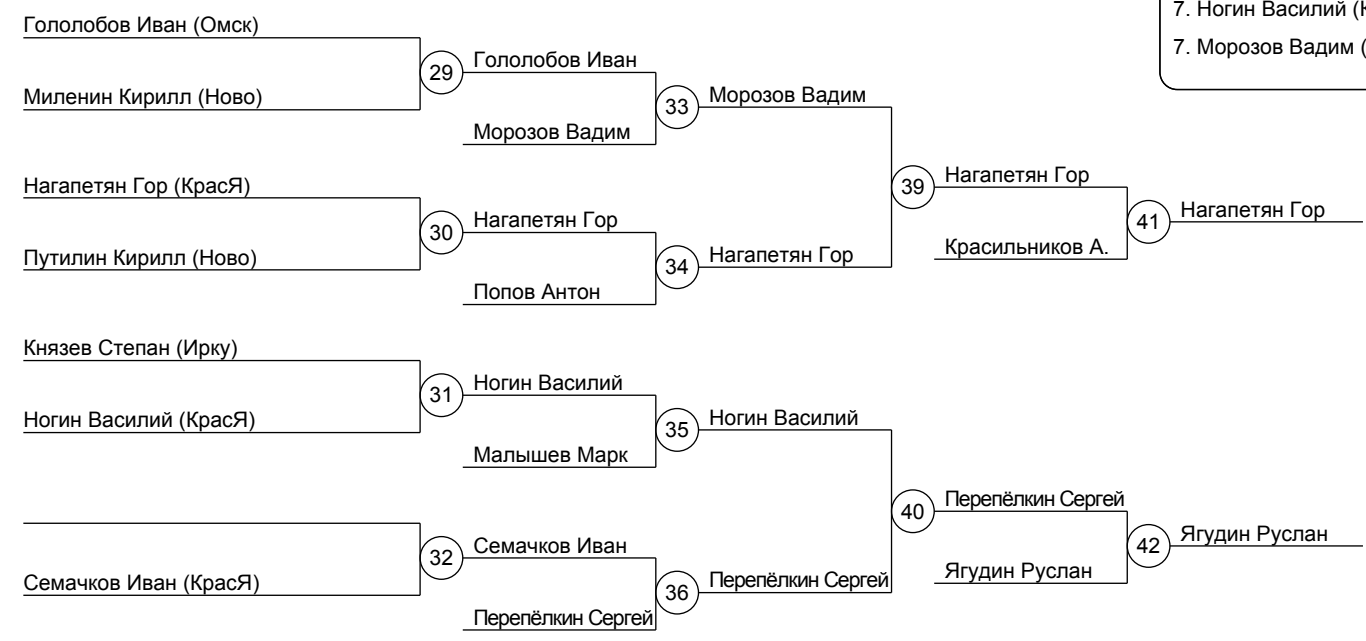 Гололобов Иван (Омск)
7. Ногин Василий (
7. Морозов Вадим (
29
Гололобов Иван
Миленин Кирилл (Ново)
33
Морозов Вадим
Морозов Вадим
Нагапетян Гор (КрасЯ)
39
Нагапетян Гор
30
Нагапетян Гор
41
Нагапетян Гор
Путилин Кирилл (Ново)
34
Нагапетян Гор
Красильников А.
Попов Антон
Князев Степан (Ирку)
31
Ногин Василий
Ногин Василий (КрасЯ)
35
Ногин Василий
Малышев Марк
40
Перепёлкин Сергей
32
Семачков Иван
42
Ягудин Руслан
Семачков Иван (КрасЯ)
36
Перепёлкин Сергей
Ягудин Руслан
Перепёлкин Сергей